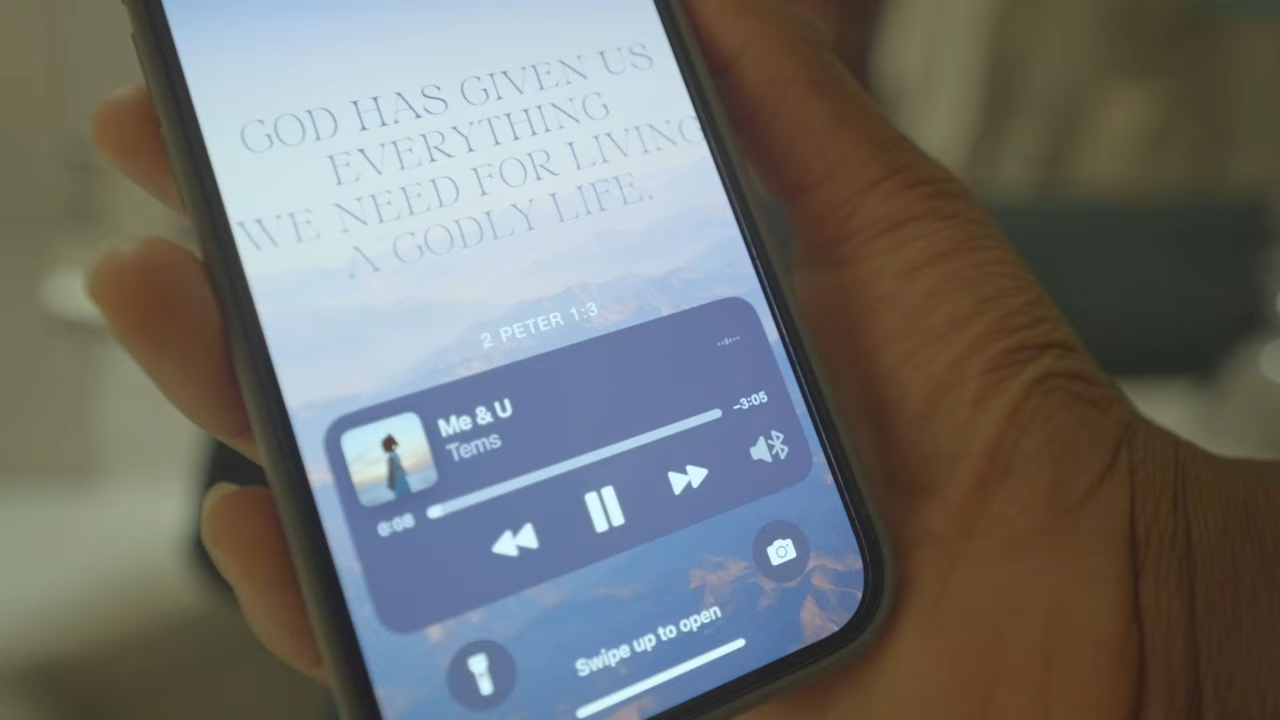 GOD HAS GIVEN US
EVERYTHING
WE NEED FOR LIVING
A GODLY LIFE.
2 PETER 1:3
Me & U
Tems
0:08
-3:05
Swipe up to open